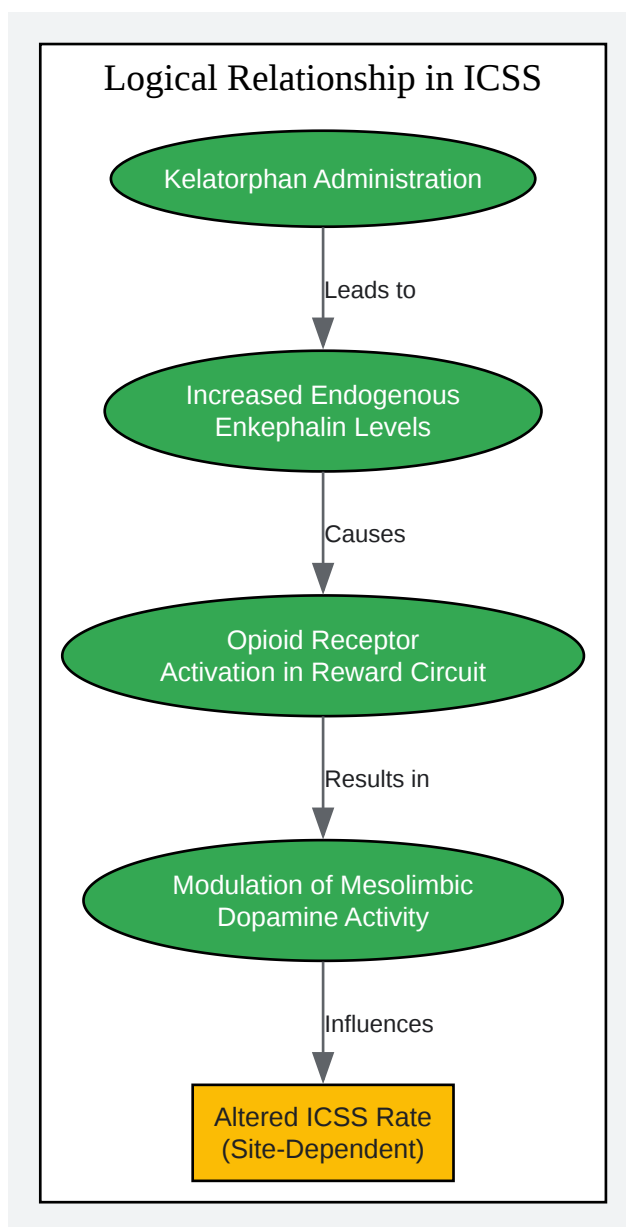 Logical Relationship in ICSS
Kelatorphan Administration
Leads to
Increased Endogenous
Enkephalin Levels
Causes
Opioid Receptor
Activation in Reward Circuit
Results in
Modulation of Mesolimbic
Dopamine Activity
Influences
Altered ICSS Rate
(Site-Dependent)